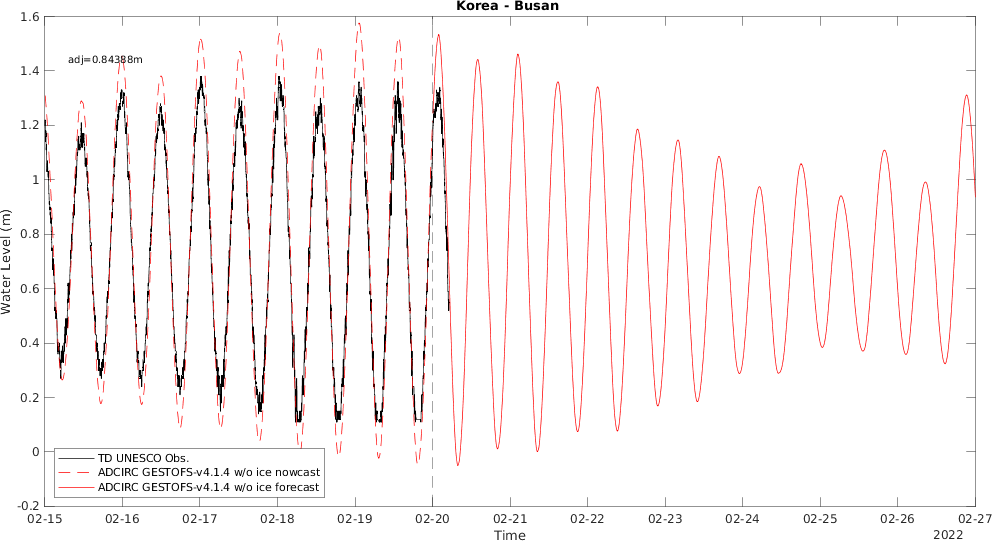 Korea - Busan
adj=0.84388m
Water Level (m)
1.6
1.4
1.2
1
0.8
0.6
0.4
0.2
0
-0.2
TD UNESCO Obs.
ADCIRC GESTOFS-v4.1.4 w/o ice nowcast
ADCIRC GESTOFS-v4.1.4 w/o ice forecast
02-15 02-16 02-17 02-18 02-19 02-20 02-21 02-22 02-23 02-24 02-25 02-26 02-27
Time
2022